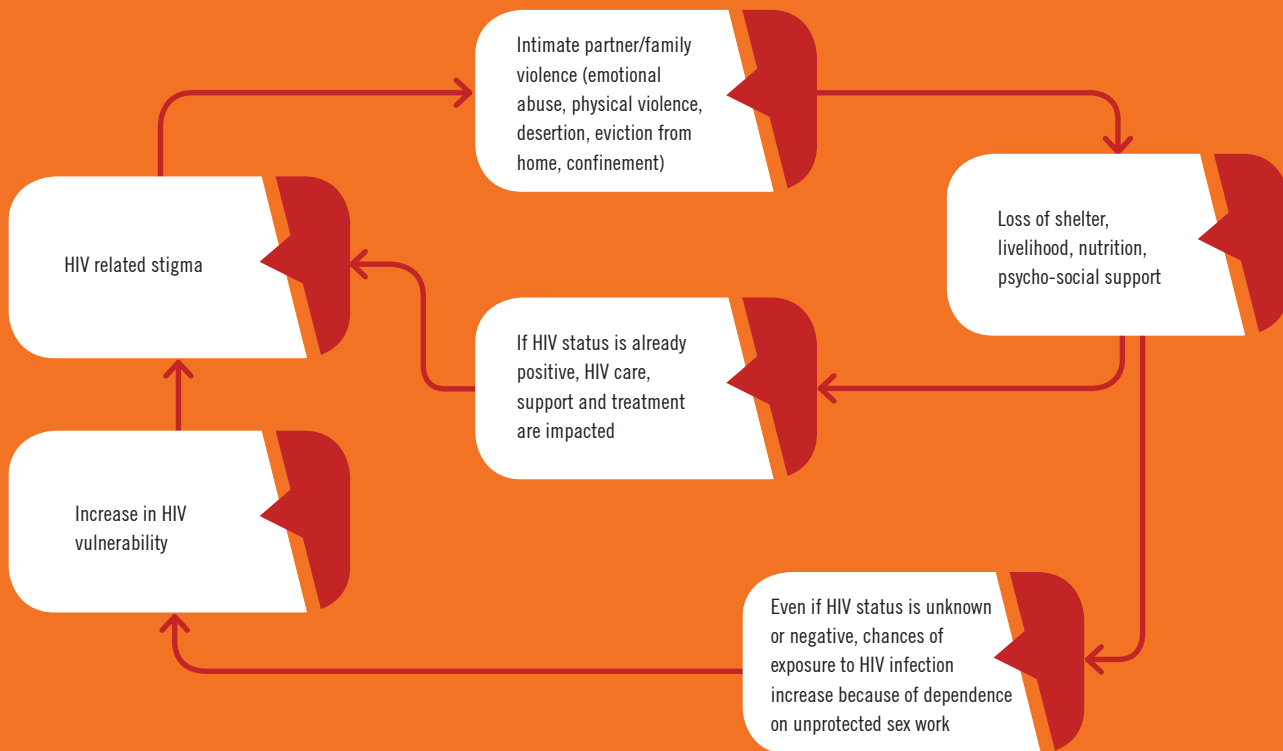 Intimate partner/family
violence (emotional
abuse, physical violence,
desertion, eviction from
home, confinement)
Loss of shelter,
livelihood, nutrition,
psycho-social support
HIV related stigma
If HIV status is already
positive, HIV care,
support and treatment
are impacted
Increase in HIV
vulnerability
Even if HIV status is unknown
or negative, chances of
exposure to HIV infection
increase because of dependence
on unprotected sex work